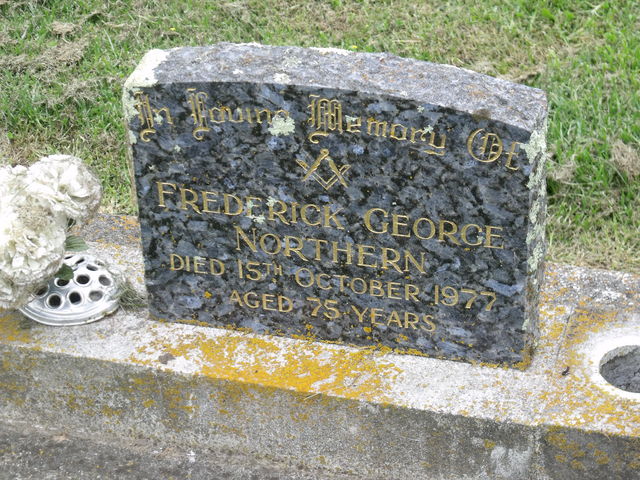 In Loving Memory Of
FREDERICK GEORGE
NORTHERN
DIED 15TH OCTOBER 1977
AGED 75 YEARS